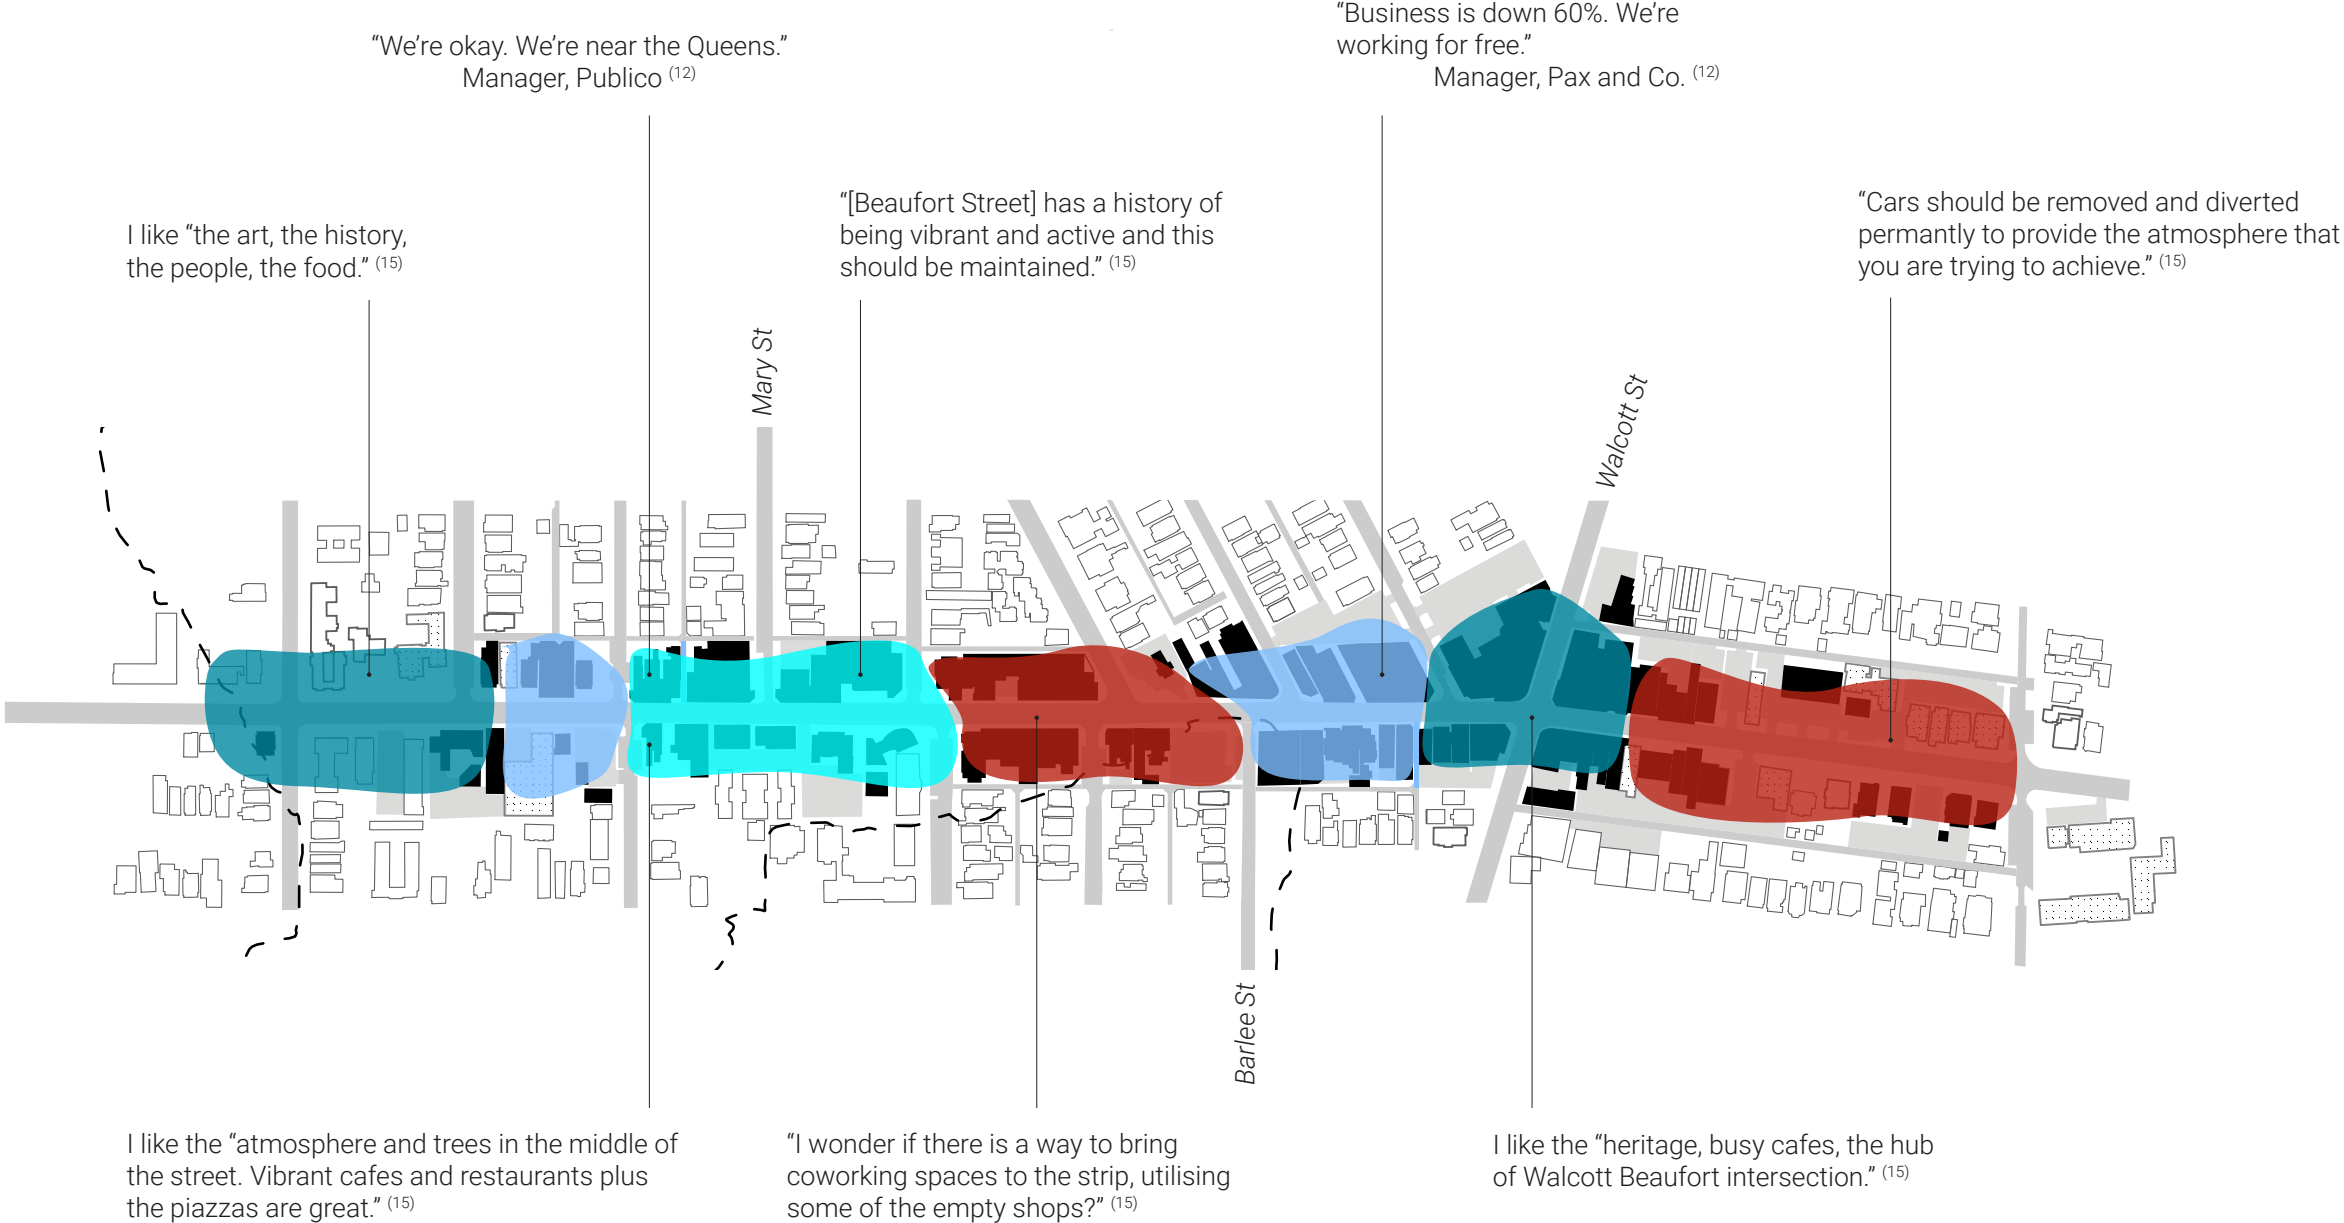 “Business is down 60%. We’re
working for free.”
Manager, Pax and Co. (12)
“We’re okay. We’re near the Queens.”
Manager, Publico (12)
“[Beaufort Street] has a history of
being vibrant and active and this
should be maintained.” (15)
“Cars should be removed and diverted
permantly to provide the atmosphere that
you are trying to achieve.” (15)
I like “the art, the history,
the people, the food.” (15)
Mary St
Walcott St
Barlee St
I like the “atmosphere and trees in the middle of
the street. Vibrant cafes and restaurants plus
the piazzas are great.” (15)
“I wonder if there is a way to bring
coworking spaces to the strip, utilising
some of the empty shops?” (15)
I like the “heritage, busy cafes, the hub
of Walcott Beaufort intersection.” (15)